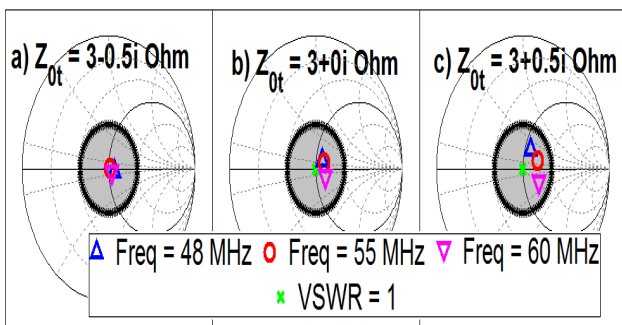 a) Z0t = 3-0.5i Ohm
b) Z0t = 3+0i Ohm
c) Z0t = 3+0.5i Ohm
Freq = 48 MHz Freq = 55 MHz Freq = 60 MHz
VSWR = 1